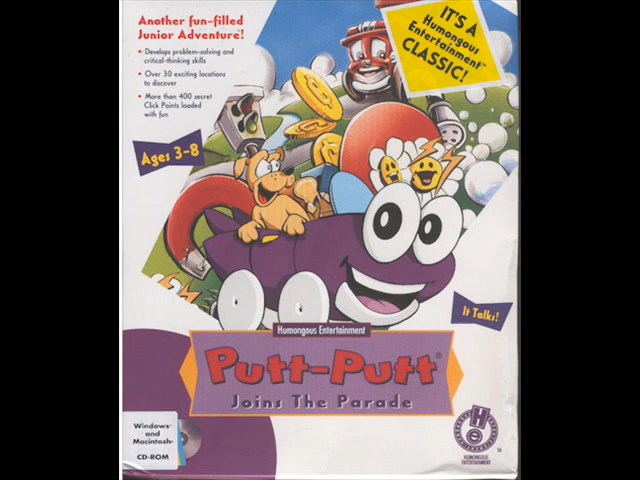 Another fun-filled
Junior Adventure!
• Develops problem-solving and
critical-thinking skills
• Over 30 exciting locations
to discover
• More than 400 secret
Click Points loaded
with fun
IT'S A
Humongous
Entertainment™
CLASSIC!
Ages 3-8
It Talks!
Humongous Entertainment
Putt-Putt®
Joins The Parade
Windows™
and
Macintosh®
CD-ROM
H
e
HUMONGOUS
ENTERTAINMENT